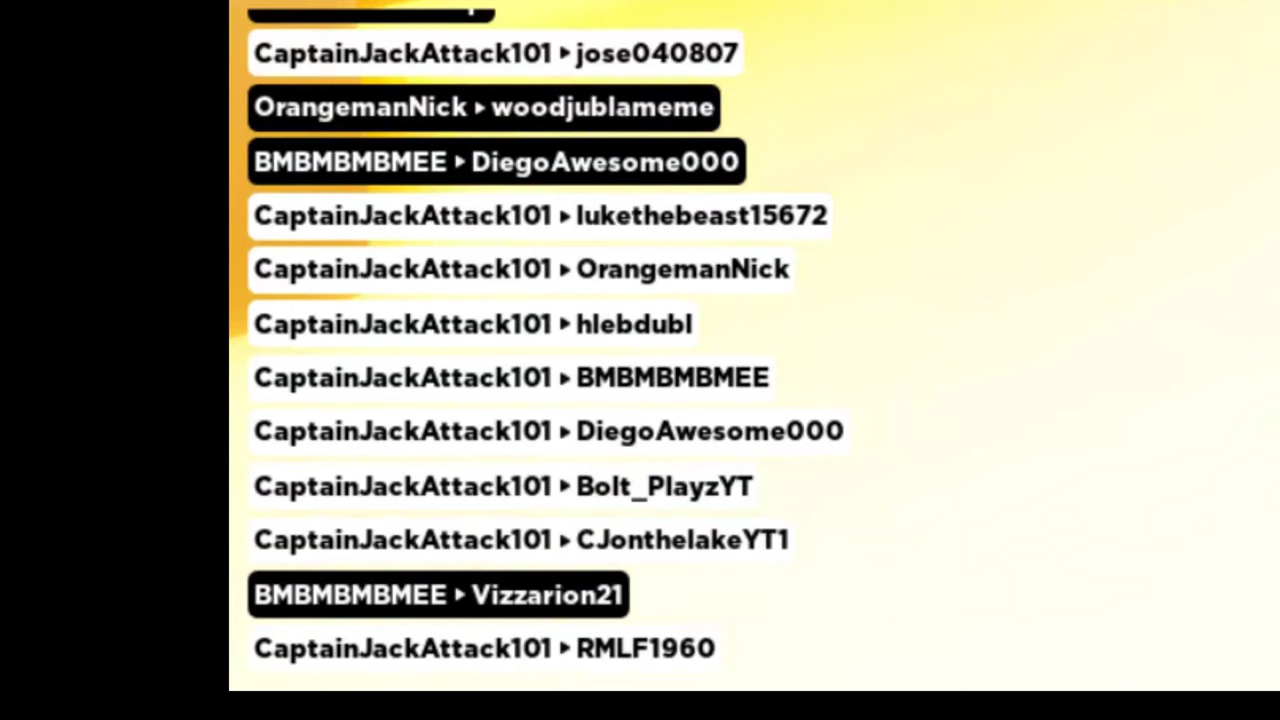 CaptainJackAttack101 ▸ jose040807
OrangemanNick ▸ woodjublameme
BMBMBMBMEE ▸ DiegoAwesome000
CaptainJackAttack101 ▸ lukethebeast15672
CaptainJackAttack101 ▸ OrangemanNick
CaptainJackAttack101 ▸ hlebdubl
CaptainJackAttack101 ▸ BMBMBMBMEE
CaptainJackAttack101 ▸ DiegoAwesome000
CaptainJackAttack101 ▸ Bolt_PlayzYT
CaptainJackAttack101 ▸ CJonthelakeYT1
BMBMBMBMEE ▸ Vizzarion21
CaptainJackAttack101 ▸ RMLF1960